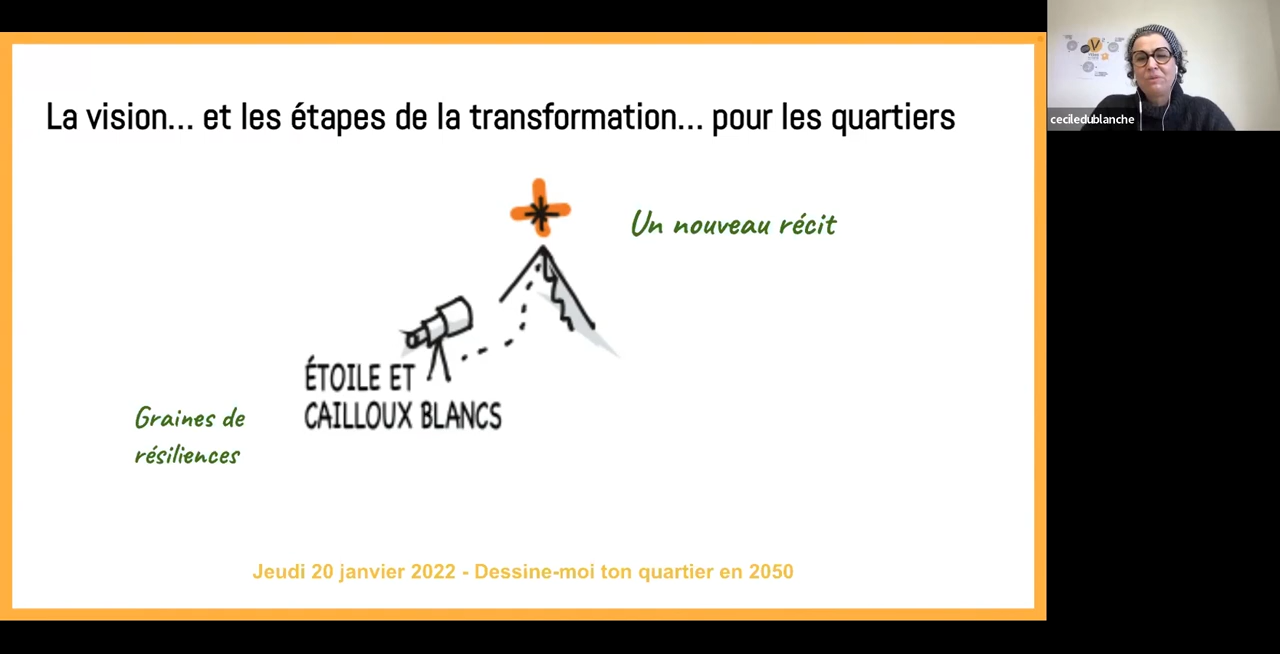 La vision... et les étapes de la transformation... pour les quartiers
Un nouveau récit
ÉTOILE ET
CAILLOUX BLANCS
Graines de
résiliences
Jeudi 20 janvier 2022 - Dessine-moi ton quartier en 2050
ceciledublanche